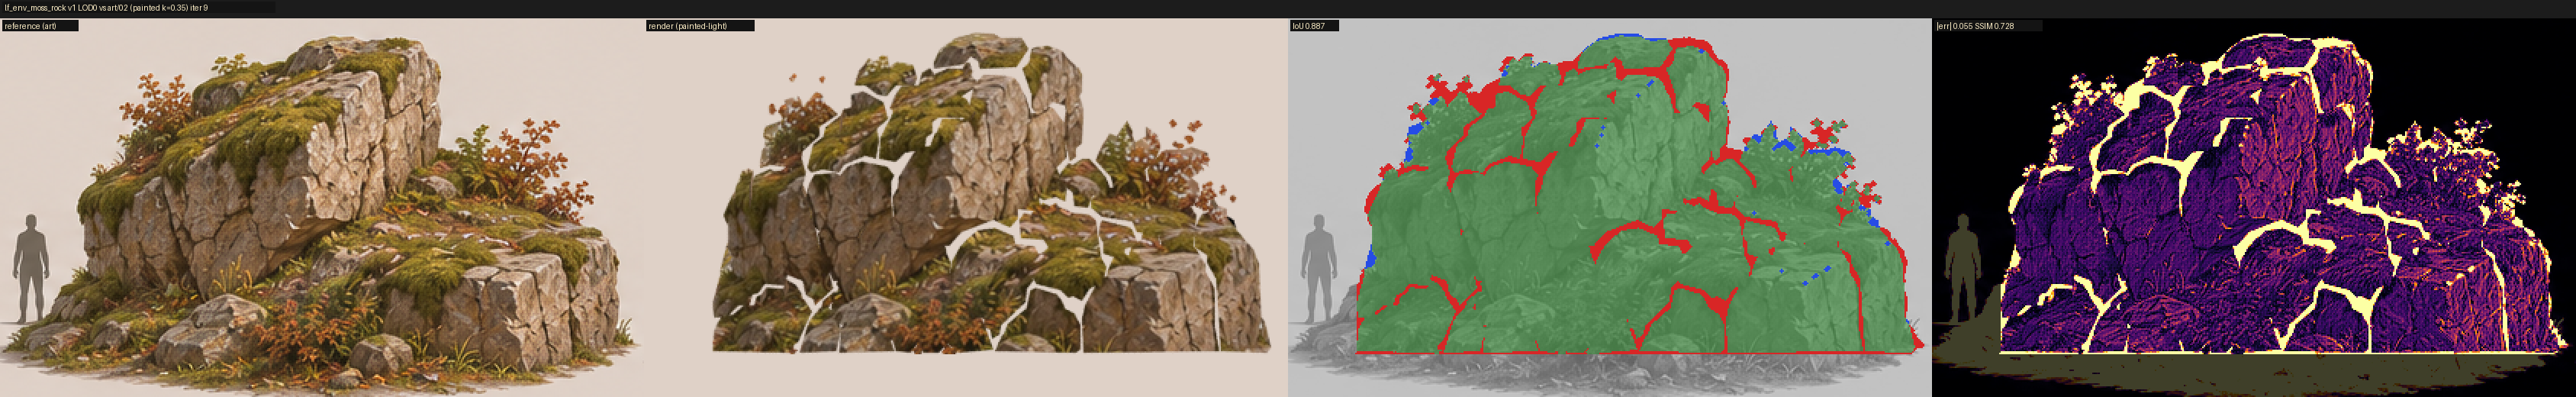 tf_env_moss_rock v1 LOD0 vs art/02 (painted k=0.35) iter 9
reference (art)
render (painted-light)
IoU 0.887
|err| 0.055 SSIM 0.728